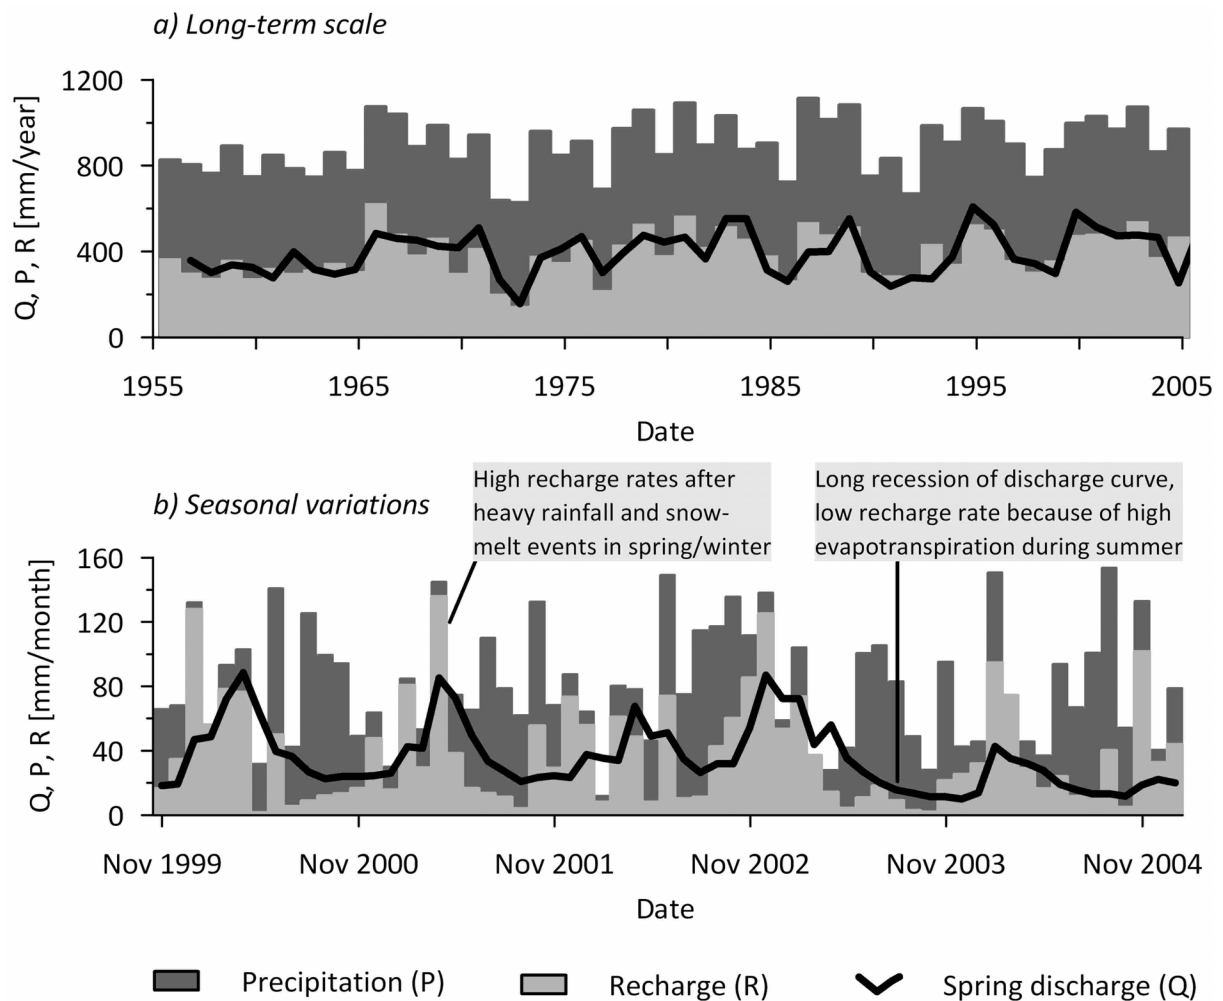 a) Long-term scale
Q, P, R [mm/year]
1200
800
400
0
1955
1965
1975
1985
1995
2005
Date
b) Seasonal variations
High recharge rates after
heavy rainfall and snow-
melt events in spring/winter
Long recession of discharge curve,
low recharge rate because of high
evapotranspiration during summer
Q, P, R [mm/month]
160
120
80
40
0
Nov 1999
Nov 2000
Nov 2001
Nov 2002
Nov 2003
Nov 2004
Date
Precipitation (P)
Recharge (R)
Spring discharge (Q)